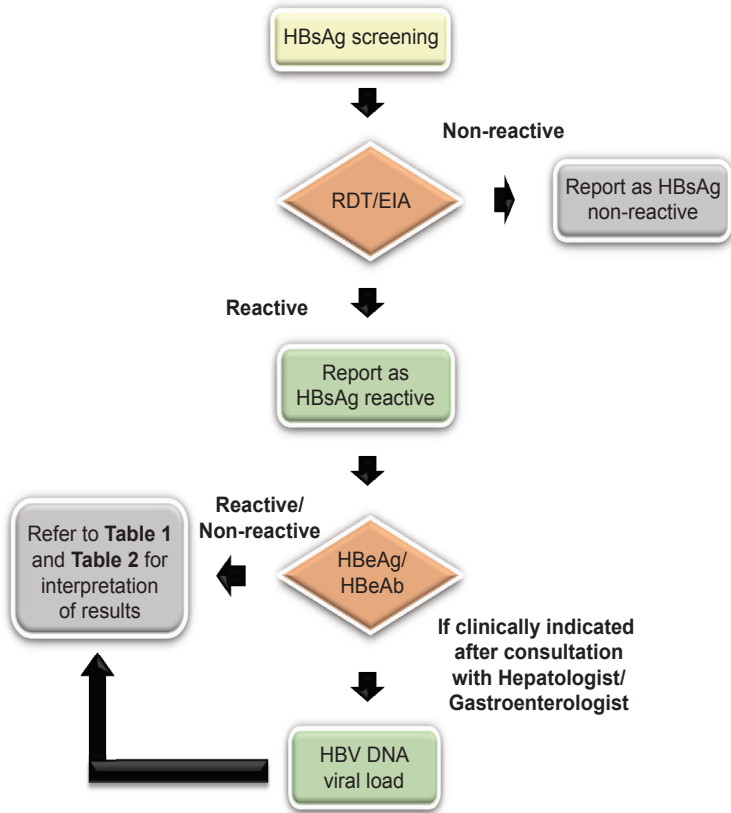 HBsAg screening
Non-reactive
RDT/EIA
Report as HBsAg
non-reactive
Reactive
Report as
HBsAg reactive
Reactive/
Non-reactive
Refer to Table 1
and Table 2 for
interpretation
of results
HBeAg/
HBeAb
If clinically indicated
after consultation
with Hepatologist/
Gastroenterologist
HBV DNA
viral load